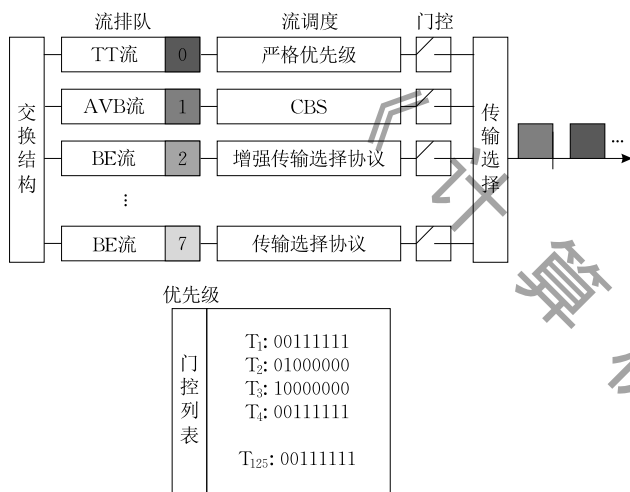 流排队 流调度 门控
交换结构
TT流 0 严格优先级
AVB流 1 CBS
BE流 2 增强传输选择协议
⋮
BE流 7 传输选择协议
传输选择
...
优先级
门控列表
T1: 00111111
T2: 01000000
T3: 10000000
T4: 00111111
T125: 00111111
《计算